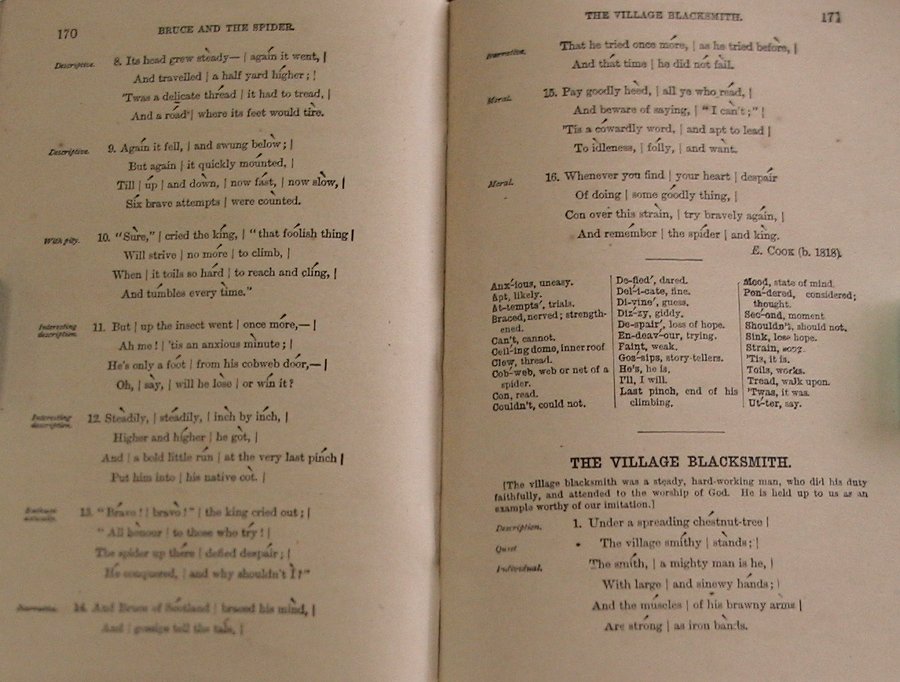 170
BRUCE AND THE SPIDER.
Descriptive. 8. Its head grew steady— | again it went, |
And travelled | a half yard higher; |
'Twas a delicate thread | it had to tread, |
And a road | where its feet would tire.
Descriptive. 9. Again it fell, | and swung below; |
But again | it quickly mounted, |
Till | up | and down, | now fast, | now slow, |
Six brave attempts | were counted.
With pity. 10. "Sure," | cried the king, | "that foolish thing |
Will strive | no more | to climb, |
When | it toils so hard | to reach and cling, |
And tumbles every time."
Interesting description. 11. But | up the insect went | once more,— |
Ah me! | 'tis an anxious minute; |
He's only a foot | from his cobweb door,— |
Oh, | say, | will he lose | or win it?
Interesting description. 12. Steadily, | steadily, | inch by inch, |
Higher and higher | he got, |
And | a bold little run | at the very last pinch |
Put him into | his native cot. |
13. "Bravo! | bravo!" | the king cried out; |
"All honour | to those who try! |
The spider up there | defied despair; |
He conquered, | and why shouldn't I?"
Narrative. 14. And Bruce of Scotland | braced his mind, |
And | gossips tell the tale, |
THE VILLAGE BLACKSMITH.
171
Narrative. That he tried once more, | as he tried before, |
And that time | he did not fail.
Moral. 15. Pay goodly heed, | all ye who read, |
And beware of saying, | "I can't;" |
'Tis a cowardly word, | and apt to lead |
To idleness, | folly, | and want.
Moral. 16. Whenever you find | your heart | despair
Of doing | some goodly thing, |
Con over this strain, | try bravely again, |
And remember | the spider | and king.
E. COOK (b. 1818).
Anx'-ious, uneasy.
Apt, likely.
At-tempts', trials.
Braced, nerved; strength-
ened.
Can't, cannot.
Ceil-ing dome, inner roof
Clew, thread.
Cob-web, web or net of a
spider.
Con, read.
Couldn't, could not.
De-fied', dared.
Del'-i-cate, fine.
Di-vine', guess.
Diz'-zy, giddy.
De-spair', loss of hope.
En-deav'-our, trying.
Faint, weak.
Gos'-sips, story-tellers.
He's, he is.
I'll, I will.
Last pinch, end of his
climbing.
Mood, state of mind.
Pon'-dered, considered;
thought.
Sec'-ond, moment.
Shouldn't, should not.
Sink, lose hope.
Strain, song.
'Tis, it is.
Toils, works.
Tread, walk upon.
'Twas, it was.
Ut'-ter, say.
THE VILLAGE BLACKSMITH.
[The village blacksmith was a steady, hard-working man, who did his duty
faithfully, and attended to the worship of God. He is held up to us as an
example worthy of our imitation.]
Description. 1. Under a spreading chestnut-tree |
Quiet The village smithy | stands; |
Individual. The smith, | a mighty man is he, |
With large | and sinewy hands; |
And the muscles | of his brawny arms |
Are strong | as iron bands.